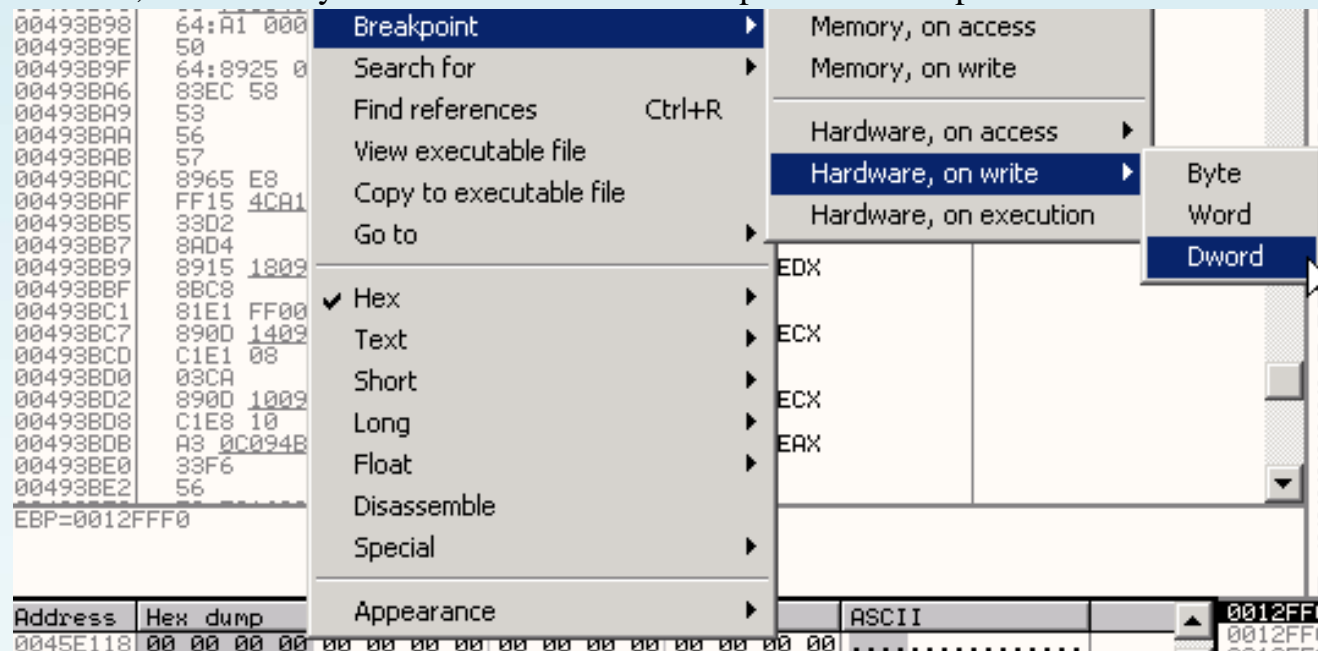 00493B98 64:A1 000
00493B9E 50
00493B9F 64:8925 0
00493BA6 83EC 58
00493BA9 53
00493BAA 56
00493BAB 57
00493BAC 8965 E8
00493BAF FF15 4CA1
00493BB5 33D2
00493BB7 8AD4
00493BB9 8915 1809
00493BBF 8BC8
00493BC1 81E1 FF00
00493BC7 890D 1409
00493BCD C1E1 08
00493BD0 03CA
00493BD2 890D 1009
00493BD8 C1E8 10
00493BDB A3 0C094B
00493BE0 33F6
00493BE2 56
EBP=0012FFF0
Breakpoint
Search for
Find references Ctrl+R
View executable file
Copy to executable file
Go to
Hex
Text
Short
Long
Float
Disassemble
Special
Appearance
Memory, on access
Memory, on write
Hardware, on access
Hardware, on write
Hardware, on execution
Byte
Word
Dword
EDX
ECX
ECX
EAX
Address Hex dump ASCII
0045E118 00 00 00 00 00 00 00 00 00 00 00 00 00 00 00 00 ................